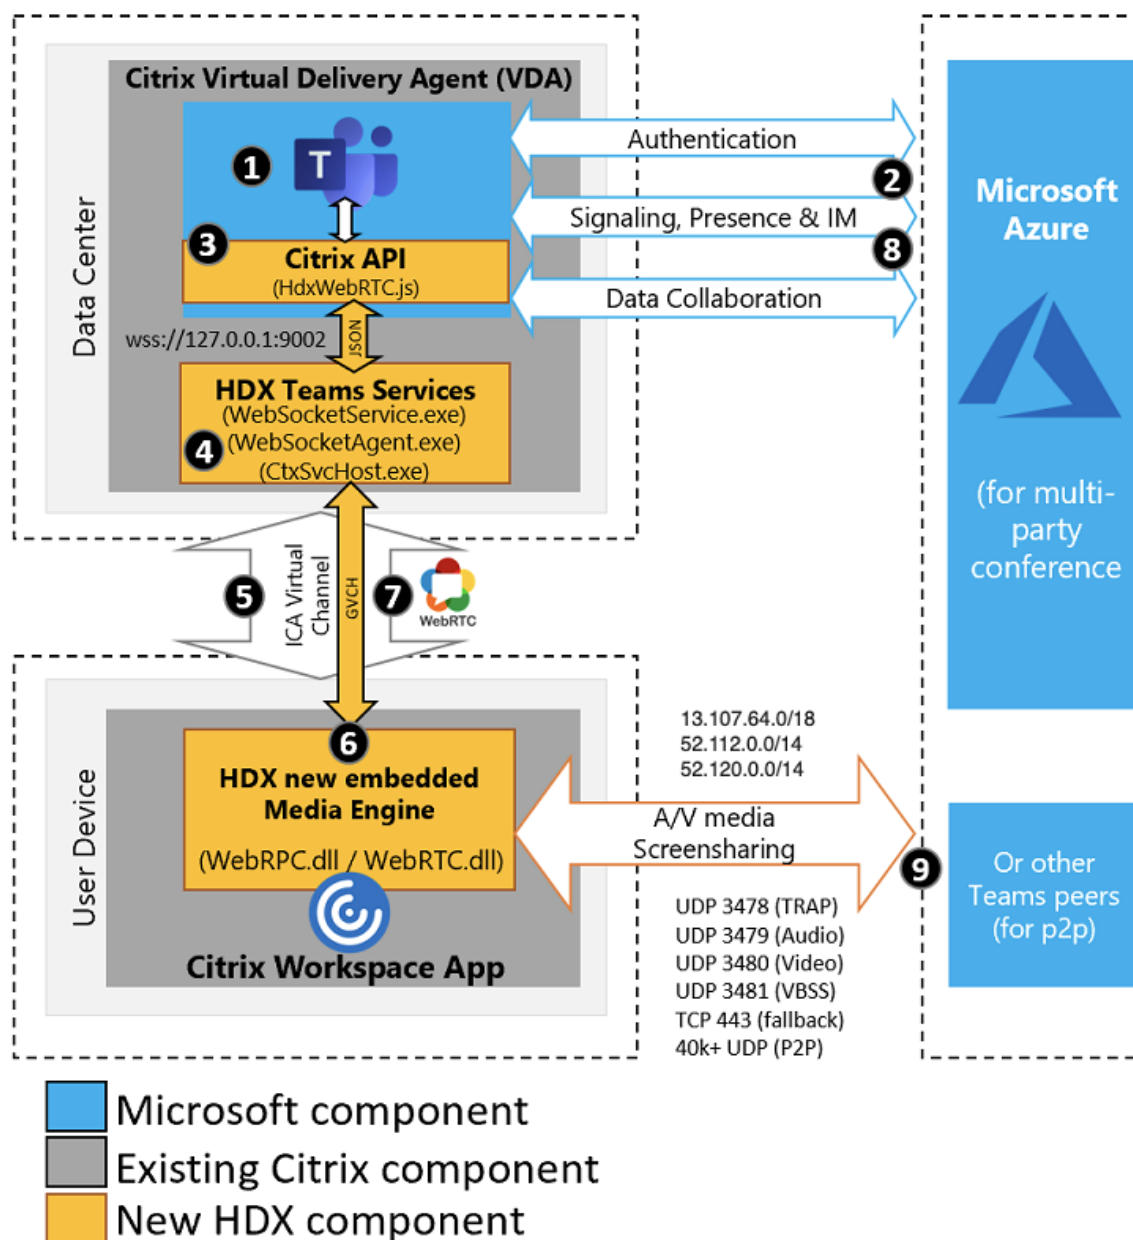 Citrix Virtual Delivery Agent (VDA)
T
1
Authentication
2
Signaling, Presence & IM
8
Data Collaboration
3
Citrix API
(HdxWebRTC.js)
wss://127.0.0.1:9002
JSON
HDX Teams Services
(WebSocketService.exe)
(WebSocketAgent.exe)
(CtxSvcHost.exe)
4
Data Center
Microsoft
Azure
(for multi-
party
conference
5
ICA Virtual
Channel
GVCH
7
WebRTC
6
HDX new embedded
Media Engine
(WebRPC.dll / WebRTC.dll)
Citrix Workspace App
User Device
13.107.64.0/18
52.112.0.0/14
52.120.0.0/14
A/V media
Screensharing
9
UDP 3478 (TRAP)
UDP 3479 (Audio)
UDP 3480 (Video)
UDP 3481 (VBSS)
TCP 443 (fallback)
40k+ UDP (P2P)
Or other
Teams peers
(for p2p)
Microsoft component
Existing Citrix component
New HDX component